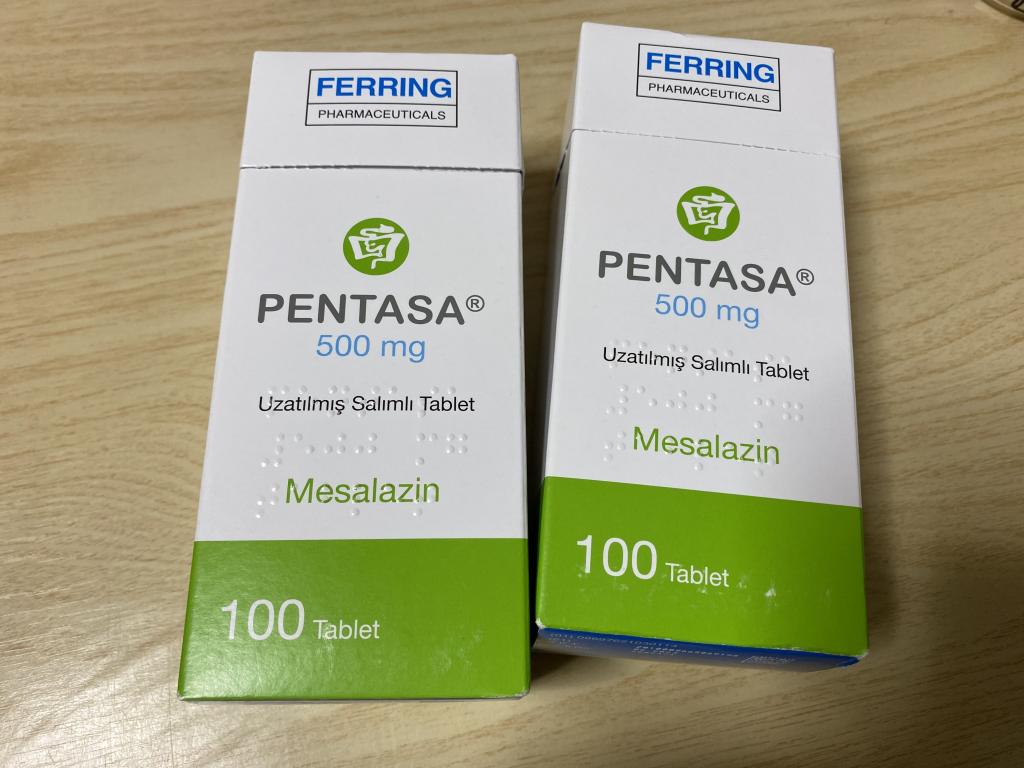 FERRING
PHARMACEUTICALS
PENTASA®
500 mg
Uzatılmış Salımlı Tablet
Mesalazin
100 Tablet
FERRING
PHARMACEUTICALS
PENTASA®
500 mg
Uzatılmış Salımlı Tablet
Mesalazin
100 Tablet